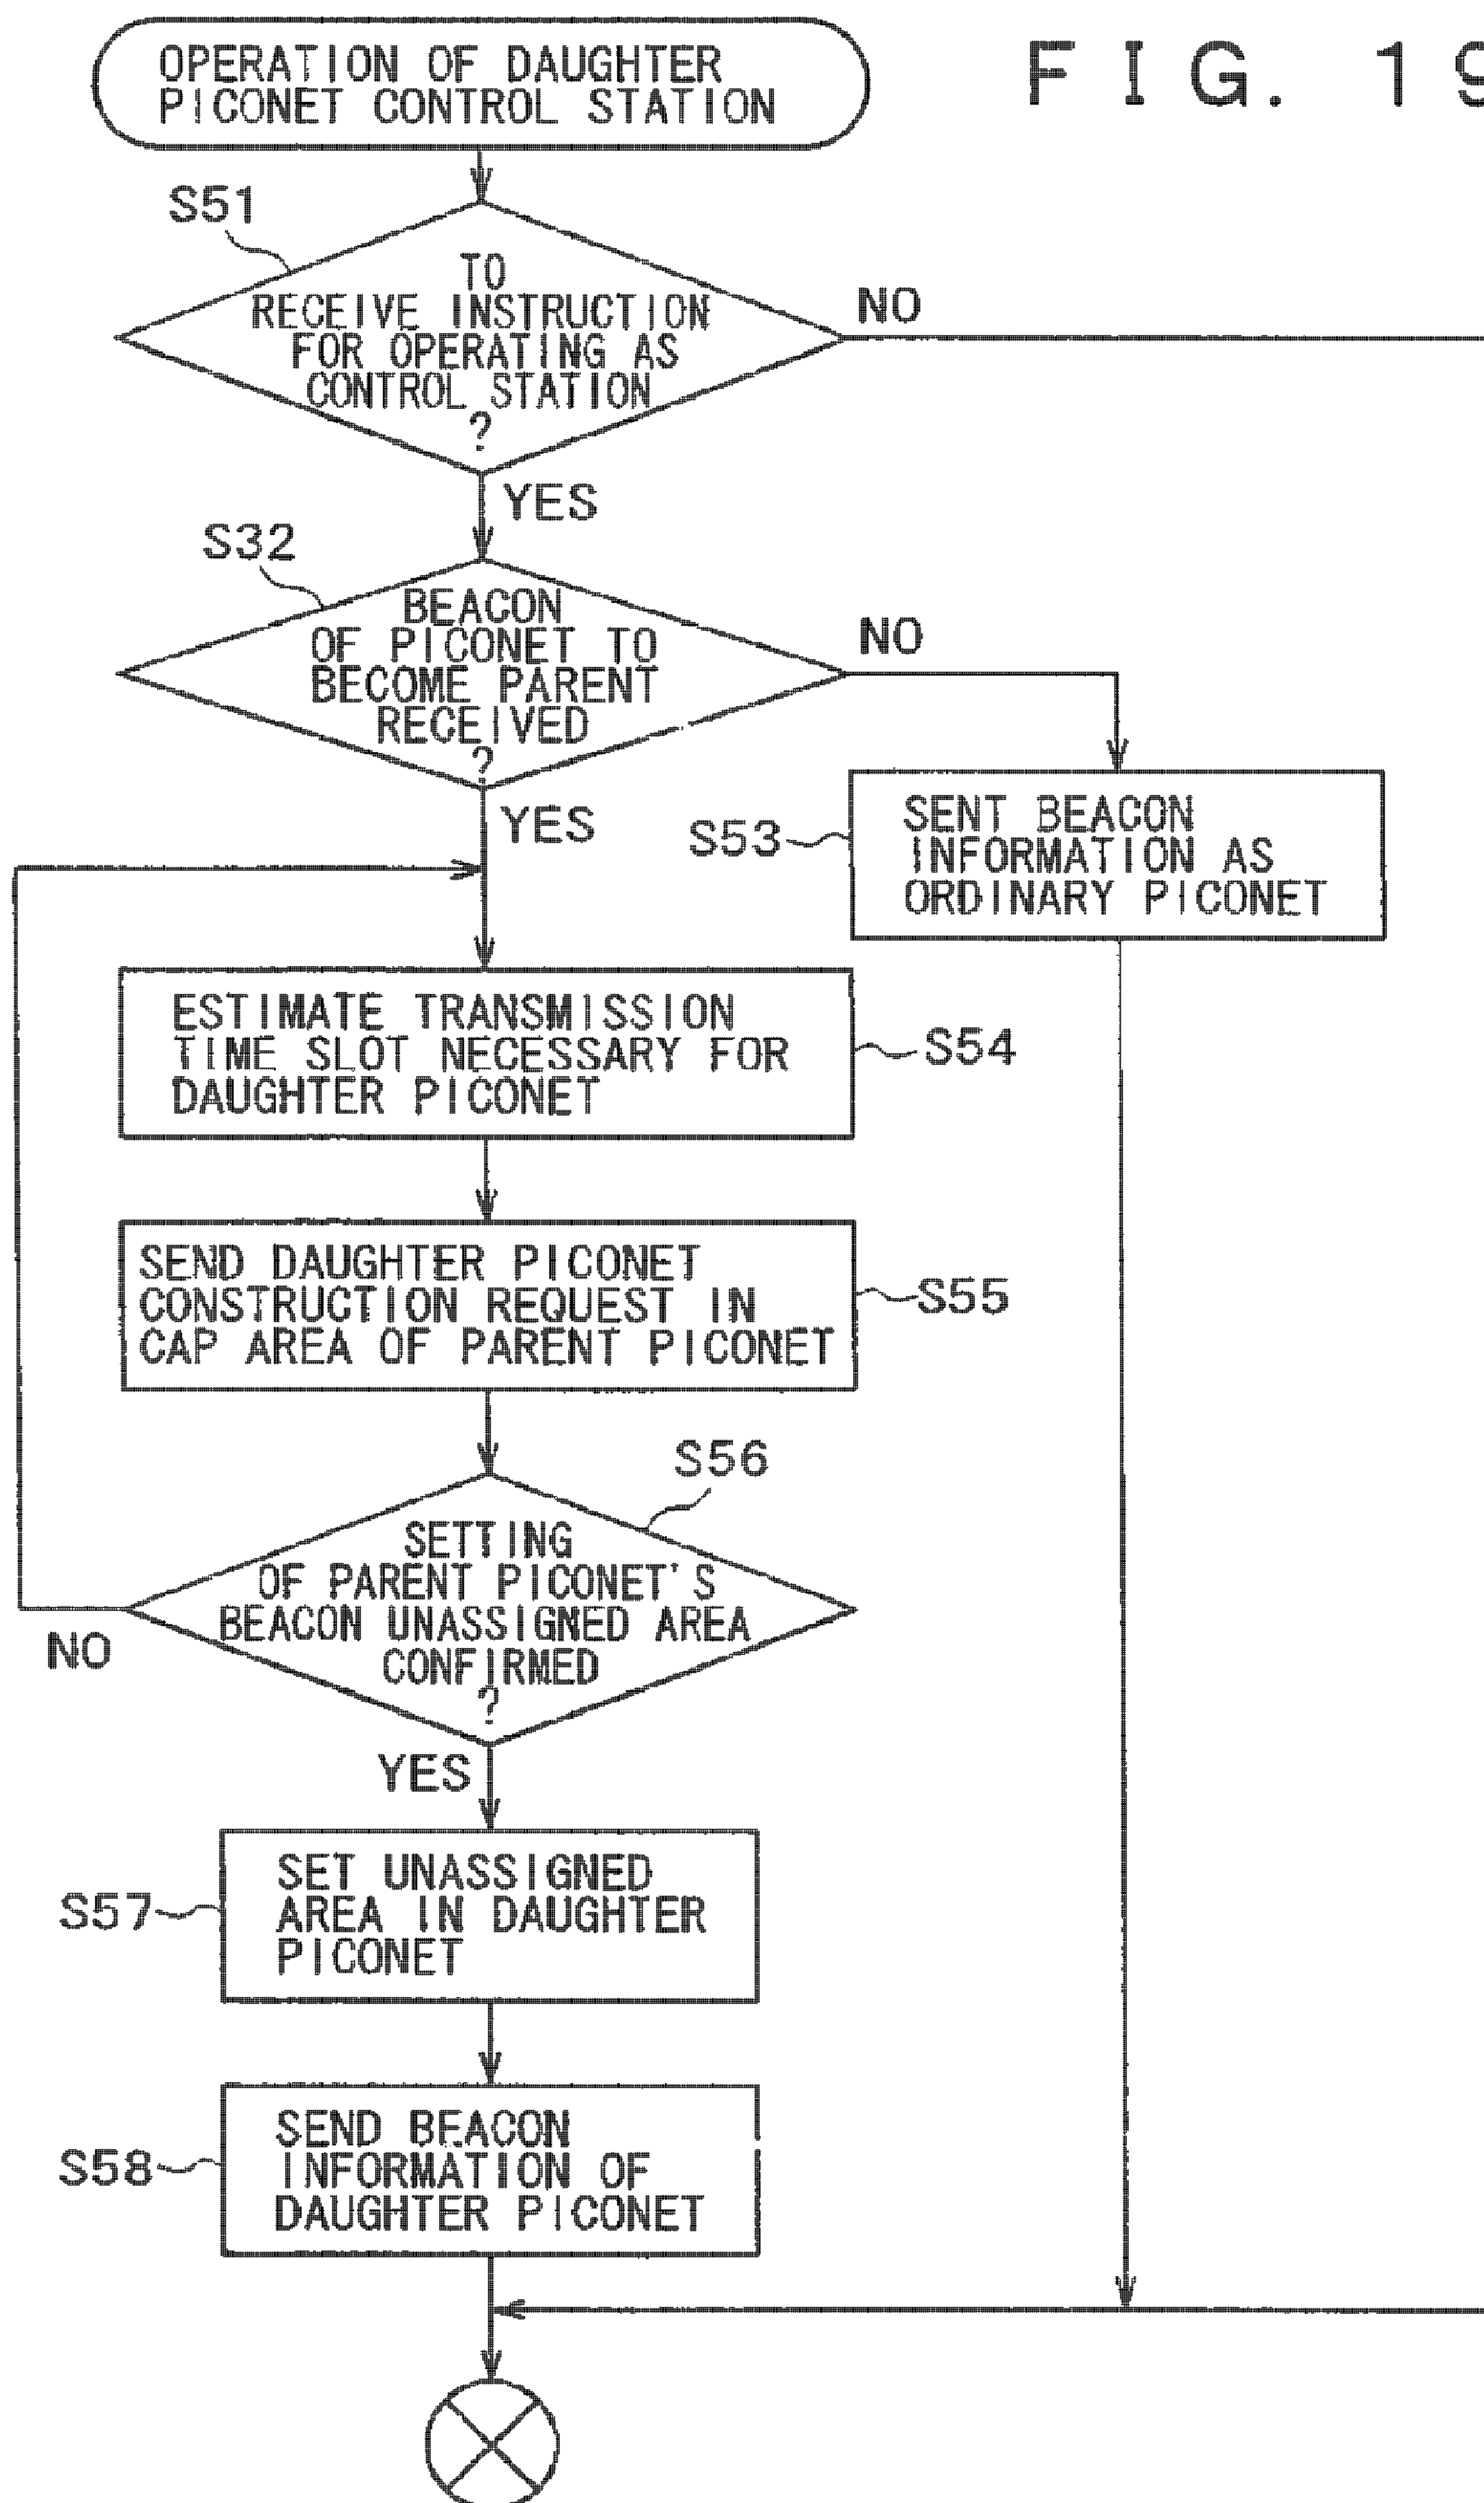 OPERATION OF DAUGHTER
PICONET CONTROL STATION
FIG. 19
S51
TO
RECEIVE INSTRUCTION
FOR OPERATING AS
CONTROL STATION
?
NO
YES
S32
BEACON
OF PICONET TO
BECOME PARENT
RECEIVED
?
NO
YES
S53
SENT BEACON
INFORMATION AS
ORDINARY PICONET
ESTIMATE TRANSMISSION
TIME SLOT NECESSARY FOR
DAUGHTER PICONET
S54
SEND DAUGHTER PICONET
CONSTRUCTION REQUEST IN
CAP AREA OF PARENT PICONET
S55
S56
SETTING
OF PARENT PICONET'S
BEACON UNASSIGNED AREA
CONFIRMED
?
NO
YES
S57
SET UNASSIGNED
AREA IN DAUGHTER
PICONET
S58
SEND BEACON
INFORMATION OF
DAUGHTER PICONET